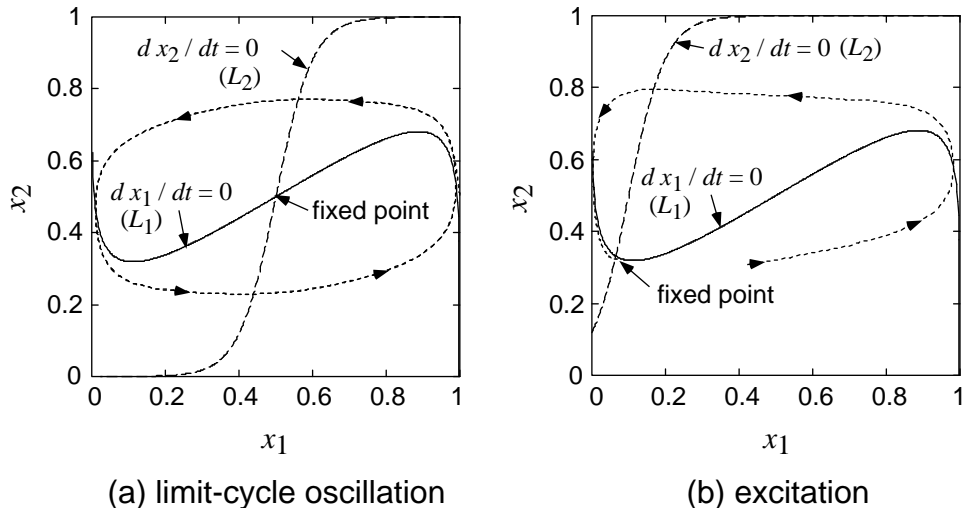 1
0.8
0.6
0.4
0.2
0
0 0.2 0.4 0.6 0.8 1
x2
x1
d x2 / dt = 0
(L2)
d x1 / dt = 0
(L1)
fixed point
(a) limit-cycle oscillation
1
0.8
0.6
0.4
0.2
0
0 0.2 0.4 0.6 0.8 1
x2
x1
d x2 / dt = 0 (L2)
d x1 / dt = 0
(L1)
fixed point
(b) excitation